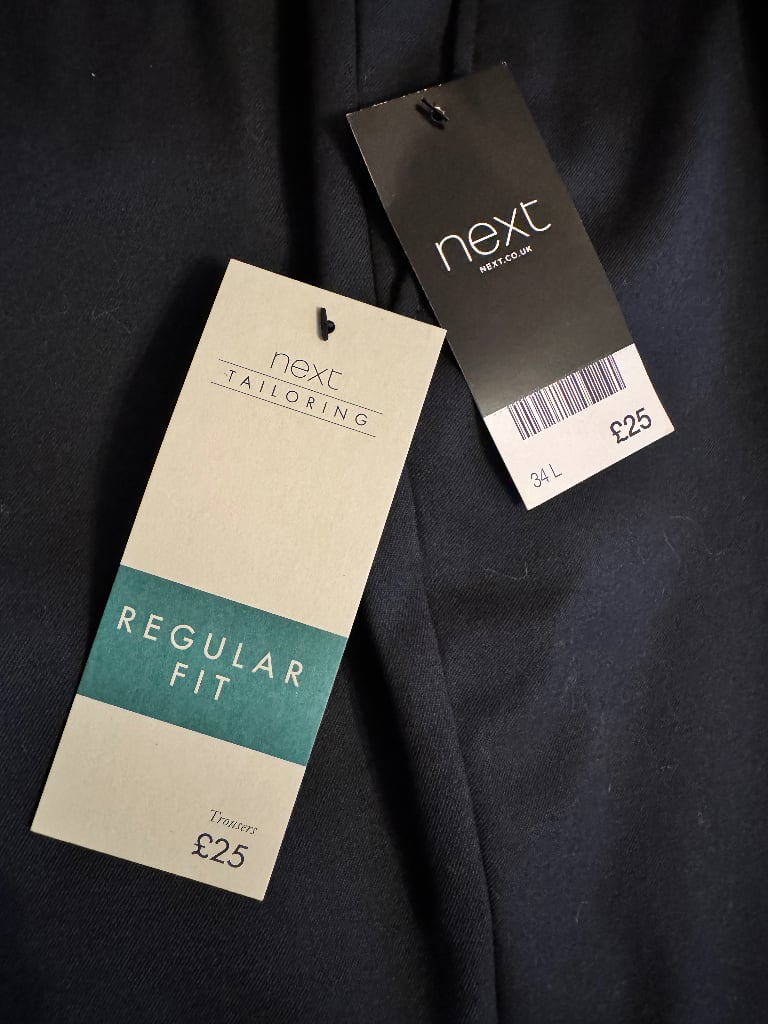 next
NEXT.CO.UK
£25
34 L
next
TAILORING
REGULAR
FIT
Trousers
£25